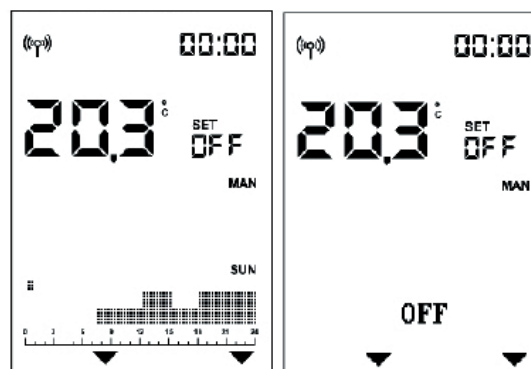 00:00
20,3 °C
SET
OFF
MAN
SUN
0 3 6 9 12 15 18 21 24
00:00
20,3 °C
SET
OFF
MAN
OFF